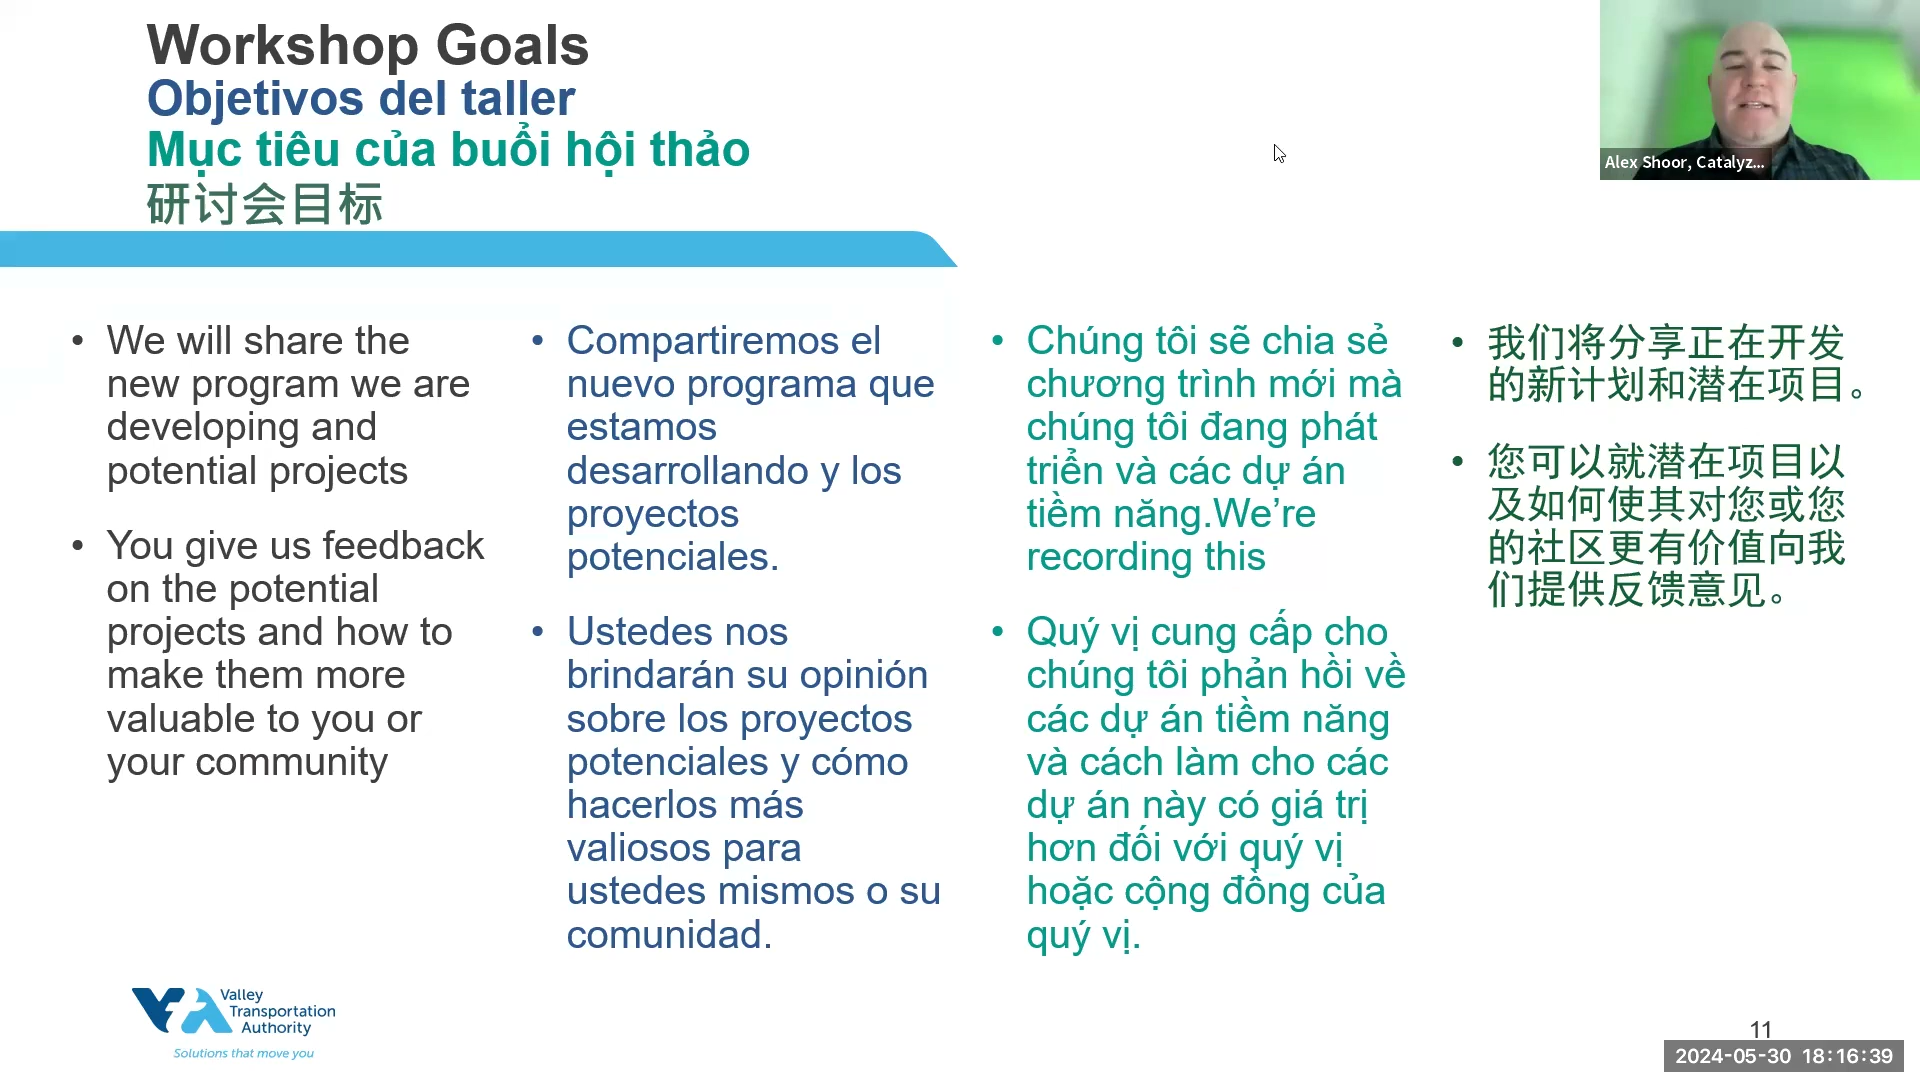 Workshop Goals
Objetivos del taller
Mục tiêu của buổi hội thảo
研讨会目标
Alex Shoor, Catalyz...
• We will share the
new program we are
developing and
potential projects
• You give us feedback
on the potential
projects and how to
make them more
valuable to you or
your community
• Compartiremos el
nuevo programa que
estamos
desarrollando y los
proyectos
potenciales.
• Ustedes nos
brindarán su opinión
sobre los proyectos
potenciales y cómo
hacerlos más
valiosos para
ustedes mismos o su
comunidad.
• Chúng tôi sẽ chia sẻ
chương trình mới mà
chúng tôi đang phát
triển và các dự án
tiềm năng.We’re
recording this
• Quý vị cung cấp cho
chúng tôi phản hồi về
các dự án tiềm năng
và cách làm cho các
dự án này có giá trị
hơn đối với quý vị
hoặc cộng đồng của
quý vị.
• 我们将分享正在开发
的新计划和潜在项目。
• 您可以就潜在项目以
及如何使其对您或您
的社区更有价值向我
们提供反馈意见。
VTA
Valley
Transportation
Authority
Solutions that move you
11
2024-05-30 18:16:39